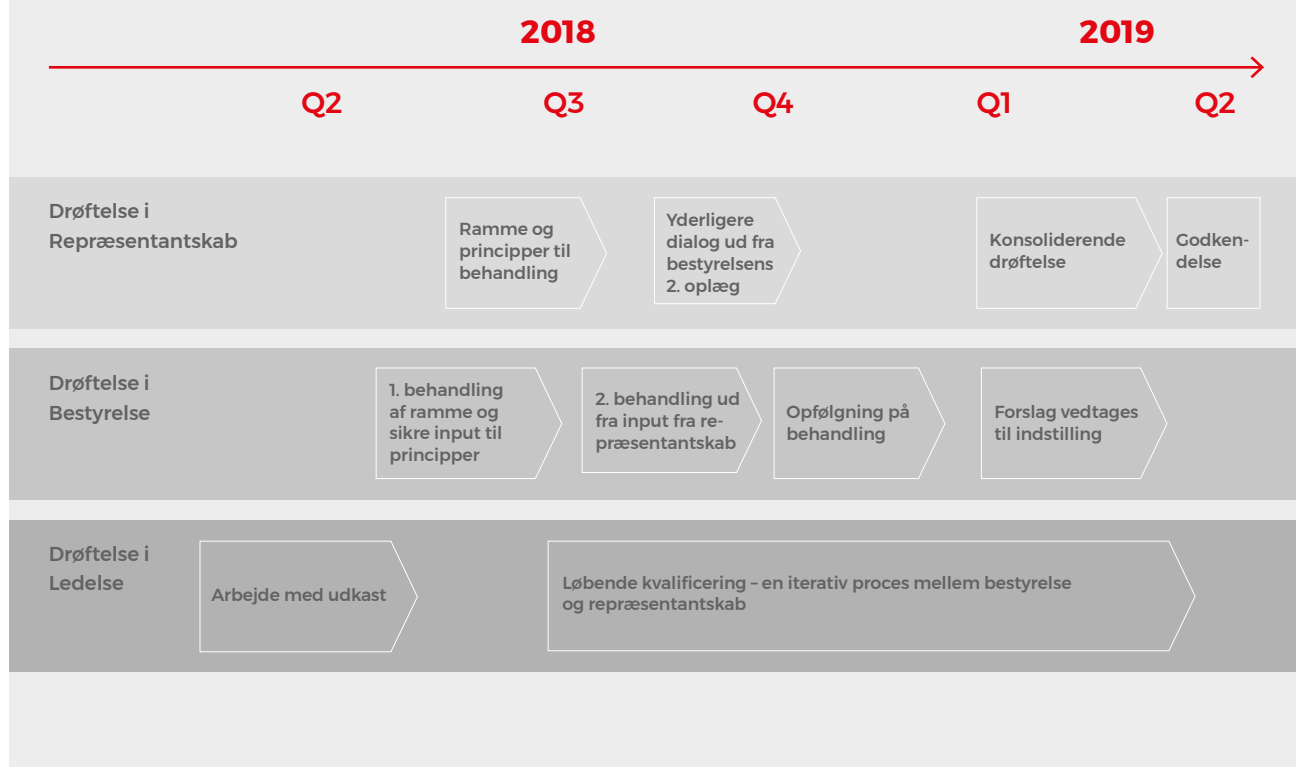 2018
2019
Q2
Q3
Q4
Q1
Q2
Drøftelse i
Repræsentantskab
Ramme og
principper til
behandling
Yderligere
dialog ud fra
bestyrelsens
2. oplæg
Konsoliderende
drøftelse
Godken-
delse
Drøftelse i
Bestyrelse
1. behandling
af ramme og
sikre input til
principper
2. behandling ud
fra input fra re-
præsentantskab
Opfølgning på
behandling
Forslag vedtages
til indstilling
Drøftelse i
Ledelse
Arbejde med udkast
Løbende kvalificering – en iterativ proces mellem bestyrelse
og repræsentantskab